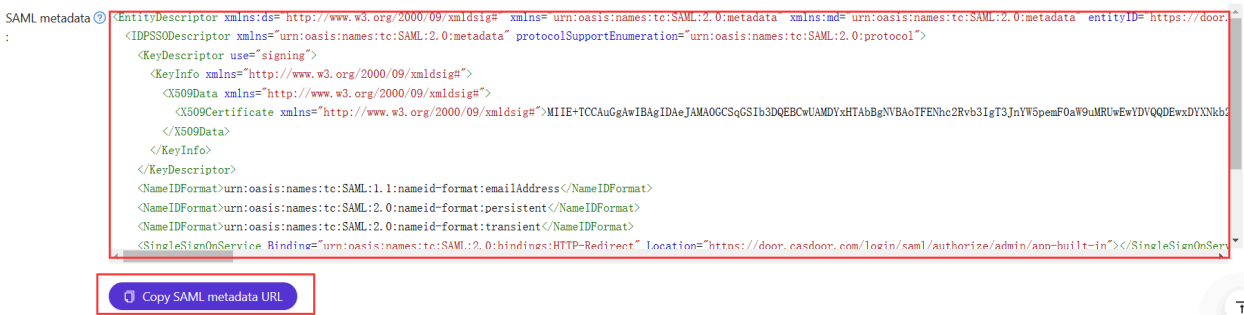 SAML metadata ? :
<EntityDescriptor xmlns:ds="http://www.w3.org/2000/09/xmldsig#" xmlns="urn:oasis:names:tc:SAML:2.0:metadata" xmlns:md="urn:oasis:names:tc:SAML:2.0:metadata" entityID="https://door.
<IDPSSODescriptor xmlns="urn:oasis:names:tc:SAML:2.0:metadata" protocolSupportEnumeration="urn:oasis:names:tc:SAML:2.0:protocol">
<KeyDescriptor use="signing">
<KeyInfo xmlns="http://www.w3.org/2000/09/xmldsig#">
<X509Data xmlns="http://www.w3.org/2000/09/xmldsig#">
<X509Certificate xmlns="http://www.w3.org/2000/09/xmldsig#">MIIE+TCCAuGgAwIBAgIDAeJAMA0GCSqGSIb3DQEBCwUAMDYxHTAbBgNVBAoTFENhc2Rvb3IgT3JnYW5pemF0aW9uMRUwEwYDVQQDEwxDYXNkb2
</X509Data>
</KeyInfo>
</KeyDescriptor>
<NameIDFormat>urn:oasis:names:tc:SAML:1.1:nameid-format:emailAddress</NameIDFormat>
<NameIDFormat>urn:oasis:names:tc:SAML:2.0:nameid-format:persistent</NameIDFormat>
<NameIDFormat>urn:oasis:names:tc:SAML:2.0:nameid-format:transient</NameIDFormat>
<SingleSignOnService Binding="urn:oasis:names:tc:SAML:2.0:bindings:HTTP-Redirect" Location="https://door.casdoor.com/login/saml/authorize/admin/app-built-in"></SingleSignOnServ
Copy SAML metadata URL